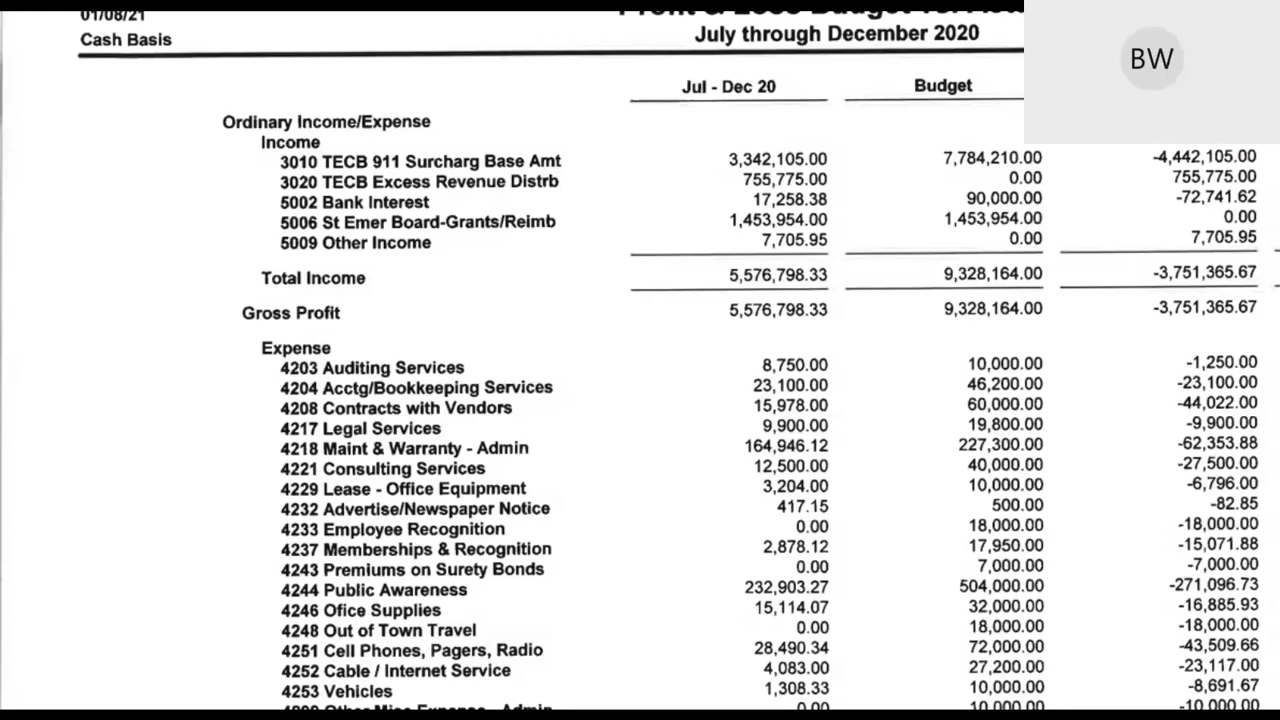 01/08/21
Cash Basis
July through December 2020
BW
Jul - Dec 20 Budget
Ordinary Income/Expense
Income
3010 TECB 911 Surcharg Base Amt 3,342,105.00 7,784,210.00 -4,442,105.00
3020 TECB Excess Revenue Distrb 755,775.00 0.00 755,775.00
5002 Bank Interest 17,258.38 90,000.00 -72,741.62
5006 St Emer Board-Grants/Reimb 1,453,954.00 1,453,954.00 0.00
5009 Other Income 7,705.95 0.00 7,705.95
Total Income 5,576,798.33 9,328,164.00 -3,751,365.67
Gross Profit 5,576,798.33 9,328,164.00 -3,751,365.67
Expense
4203 Auditing Services 8,750.00 10,000.00 -1,250.00
4204 Acctg/Bookkeeping Services 23,100.00 46,200.00 -23,100.00
4208 Contracts with Vendors 15,978.00 60,000.00 -44,022.00
4217 Legal Services 9,900.00 19,800.00 -9,900.00
4218 Maint & Warranty - Admin 164,946.12 227,300.00 -62,353.88
4221 Consulting Services 12,500.00 40,000.00 -27,500.00
4229 Lease - Office Equipment 3,204.00 10,000.00 -6,796.00
4232 Advertise/Newspaper Notice 417.15 500.00 -82.85
4233 Employee Recognition 0.00 18,000.00 -18,000.00
4237 Memberships & Recognition 2,878.12 17,950.00 -15,071.88
4243 Premiums on Surety Bonds 0.00 7,000.00 -7,000.00
4244 Public Awareness 232,903.27 504,000.00 -271,096.73
4246 Ofice Supplies 15,114.07 32,000.00 -16,885.93
4248 Out of Town Travel 0.00 18,000.00 -18,000.00
4251 Cell Phones, Pagers, Radio 28,490.34 72,000.00 -43,509.66
4252 Cable / Internet Service 4,083.00 27,200.00 -23,117.00
4253 Vehicles 1,308.33 10,000.00 -8,691.67
0.00 10,000.00 -10,000.00